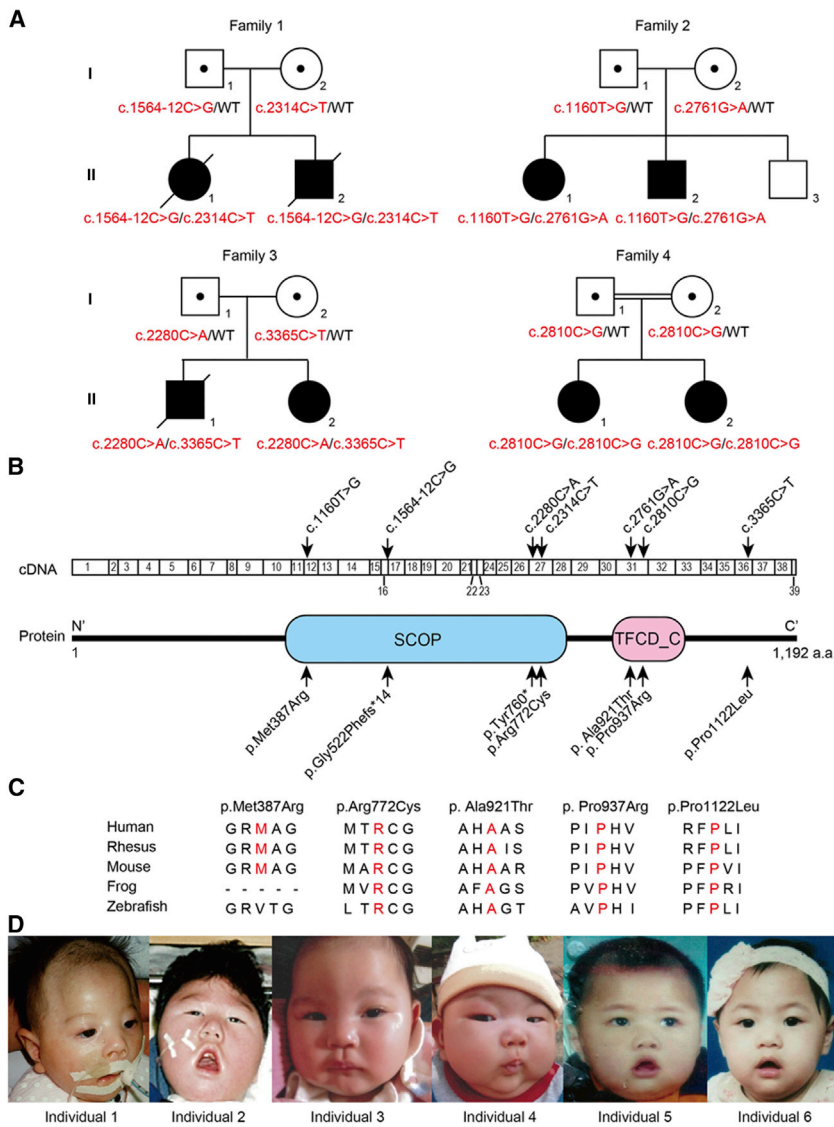 A
Family 1
Family 2
I
1
2
1
2
c.1564-12C>G/WT c.2314C>T/WT
c.1160T>G/WT c.2761G>A/WT
II
1
2
1
2
3
c.1564-12C>G/c.2314C>T c.1564-12C>G/c.2314C>T
c.1160T>G/c.2761G>A c.1160T>G/c.2761G>A
Family 3
Family 4
I
1
2
1
2
c.2280C>A/WT c.3365C>T/WT
c.2810C>G/WT c.2810C>G/WT
II
1
2
1
2
c.2280C>A/c.3365C>T c.2280C>A/c.3365C>T
c.2810C>G/c.2810C>G c.2810C>G/c.2810C>G
B
c.1160T>G
c.1564-12C>G
c.2280C>A
c.2314C>T
c.2761G>A
c.2810C>G
c.3365C>T
cDNA 1 2 3 4 5 6 7 8 9 10 11 12 13 14 15 17 18 19 20 21 24 25 26 27 28 29 30 31 32 33 34 35 36 37 38
16 22 23 39
N' C'
Protein SCOP TFCD_C
1 1,192 a.a
p.Met387Arg
p.Gly522Phefs*14
p.Tyr760*
p.Arg772Cys
p. Ala921Thr
p. Pro937Arg
p.Pro1122Leu
C
p.Met387Arg p.Arg772Cys p. Ala921Thr p. Pro937Arg p.Pro1122Leu
Human G R M A G M T R C G A H A A S P I P H V R F P L I
Rhesus G R M A G M T R C G A H A I S P I P H V R F P L I
Mouse G R M A G M A R C G A H A A R P I P H V P F P V I
Frog - - - - - M V R C G A F A G S P V P H V P F P R I
Zebrafish G R V T G L T R C G A H A G T A V P H I P F P L I
D
Individual 1 Individual 2 Individual 3 Individual 4 Individual 5 Individual 6